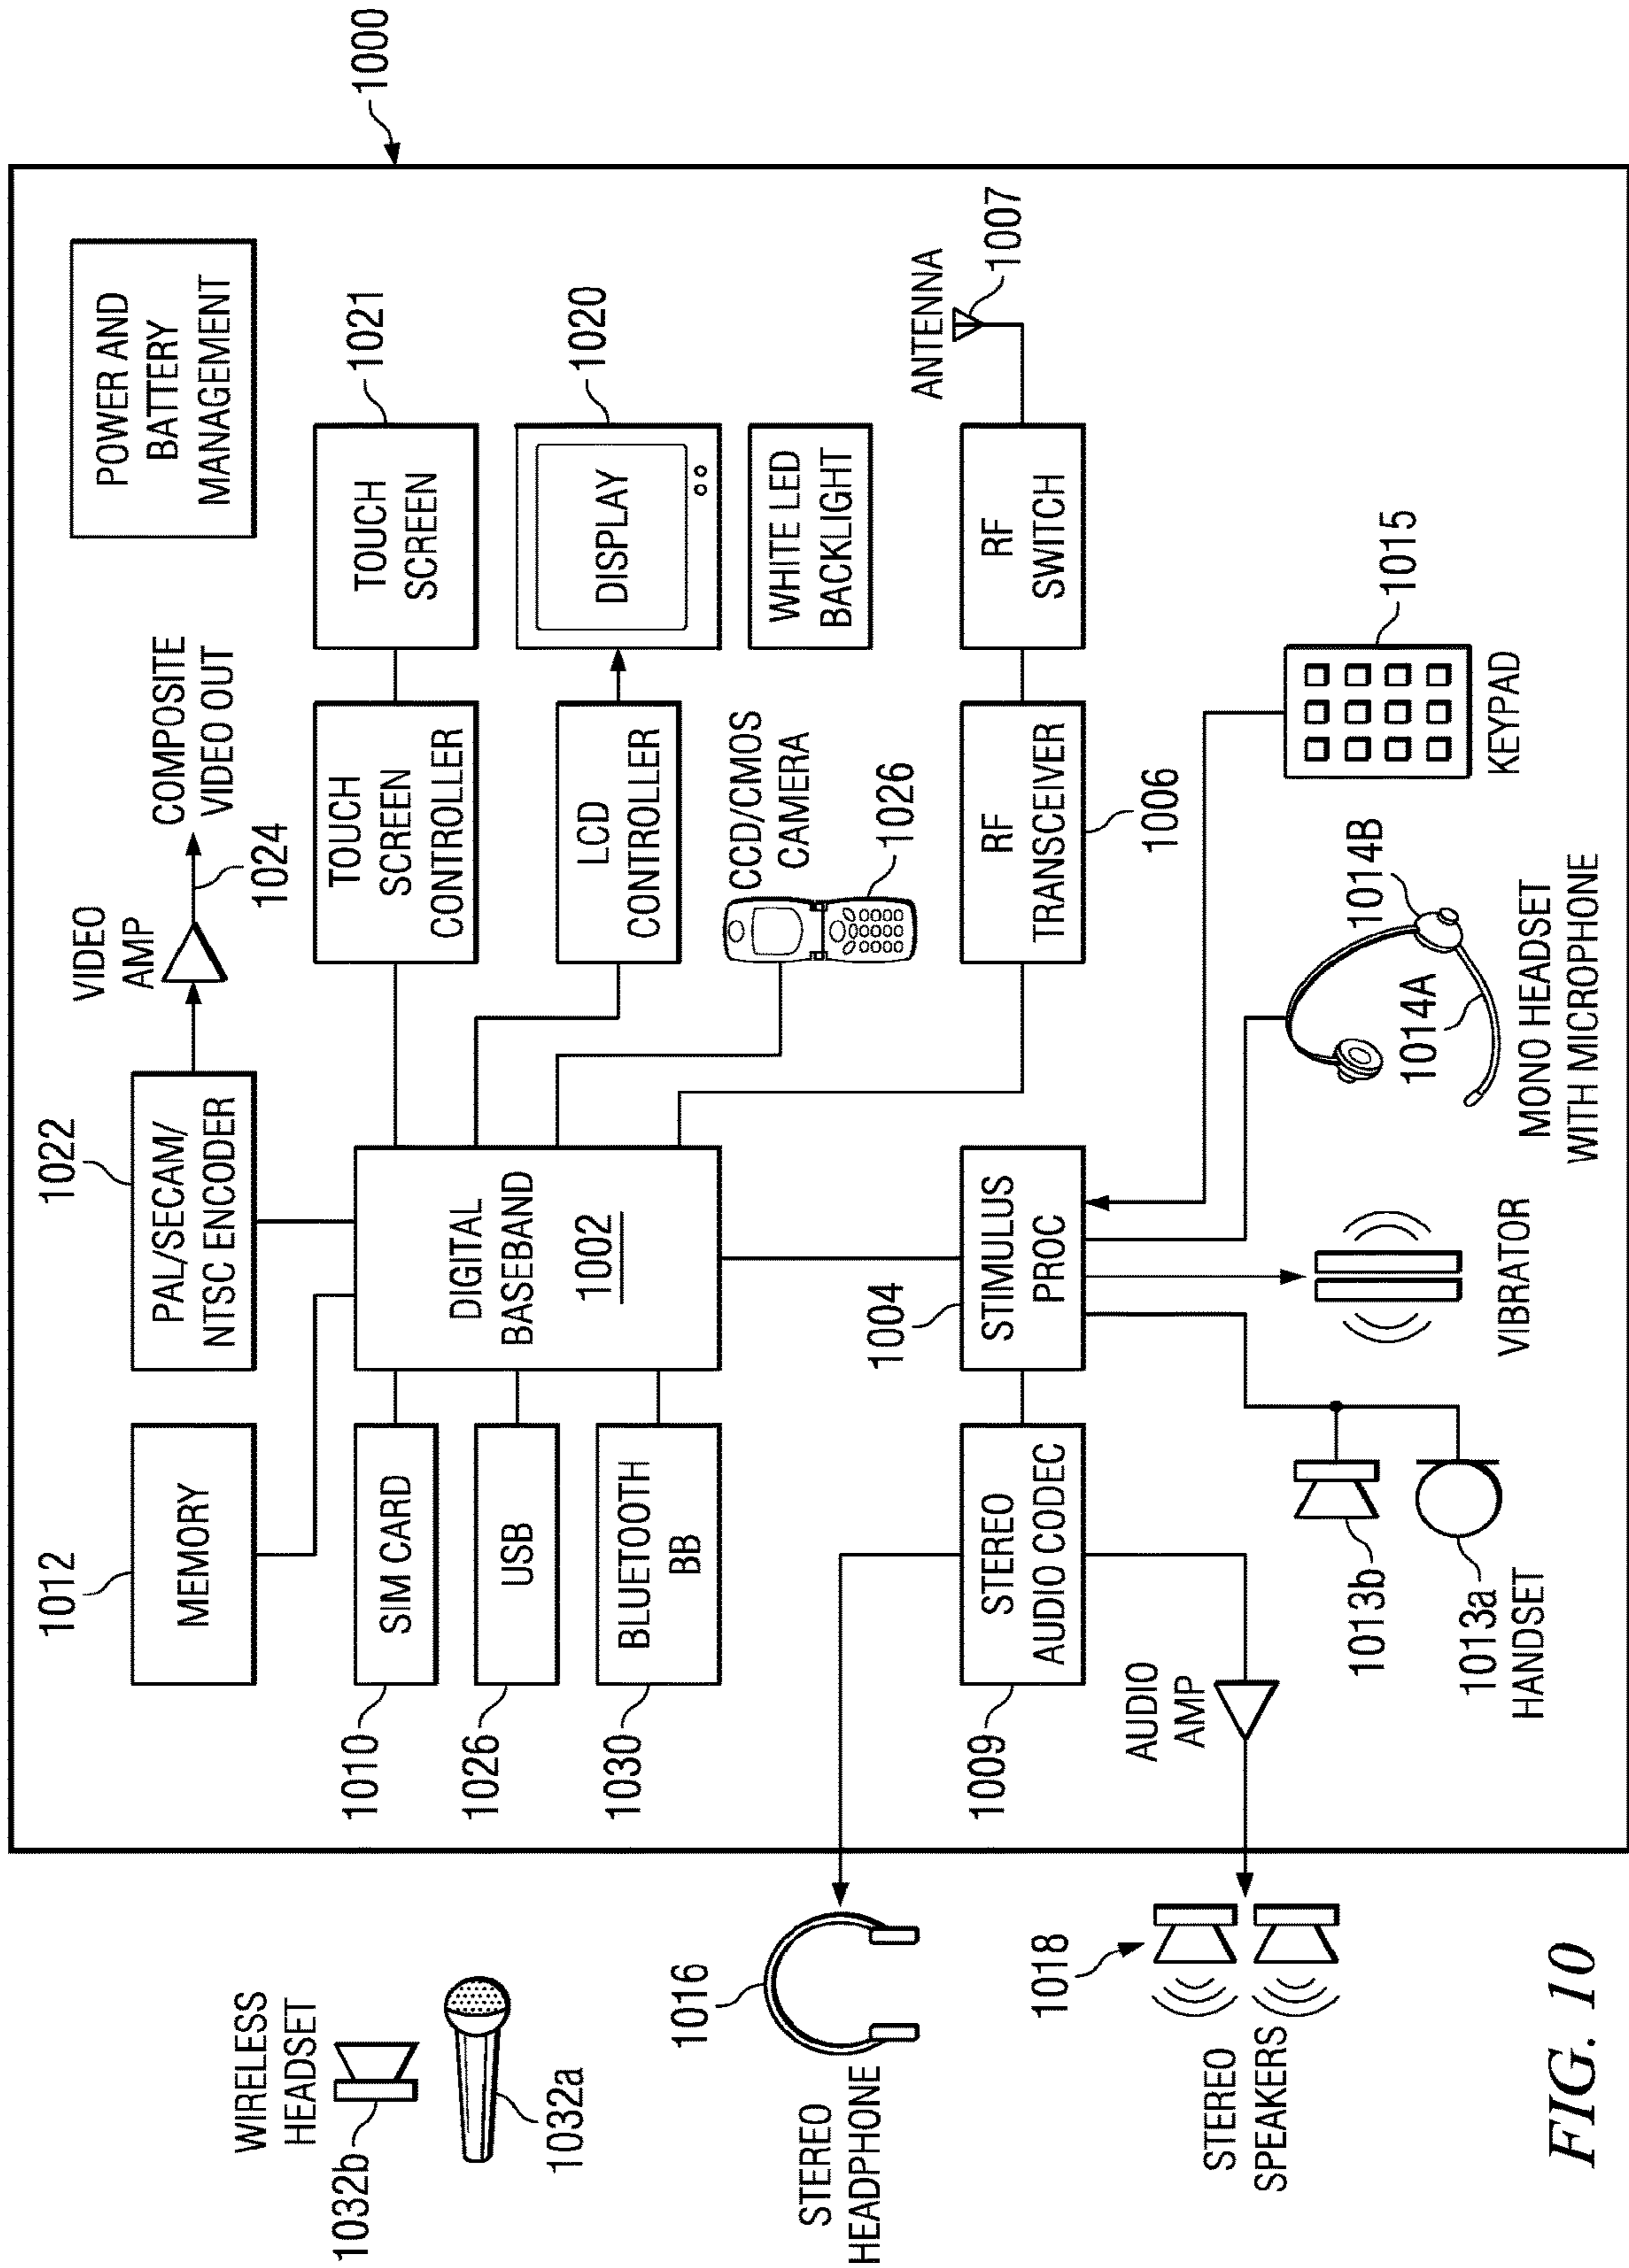 1000
POWER AND
BATTERY
MANAGEMENT
COMPOSITE
VIDEO OUT
VIDEO
AMP
1024
1022
PAL/SECAM/
NTSC ENCODER
1012
MEMORY
TOUCH
SCREEN
1021
TOUCH
SCREEN
CONTROLLER
DISPLAY
1020
LCD
CONTROLLER
WHITE LED
BACKLIGHT
CCD/CMOS
CAMERA
1026
DIGITAL
BASEBAND
1002
SIM CARD
1010
USB
1026
BLUETOOTH
BB
1030
WIRELESS
HEADSET
1032b
1032a
ANTENNA
1007
RF
SWITCH
RF
TRANSCEIVER
1006
1004
STIMULUS
PROC
STEREO
AUDIO CODEC
1009
1016
STEREO
HEADPHONE
AUDIO
AMP
1018
STEREO
SPEAKERS
1015
KEYPAD
1014B
1014A
MONO HEADSET
WITH MICROPHONE
VIBRATOR
1013b
1013a
HANDSET
FIG. 10